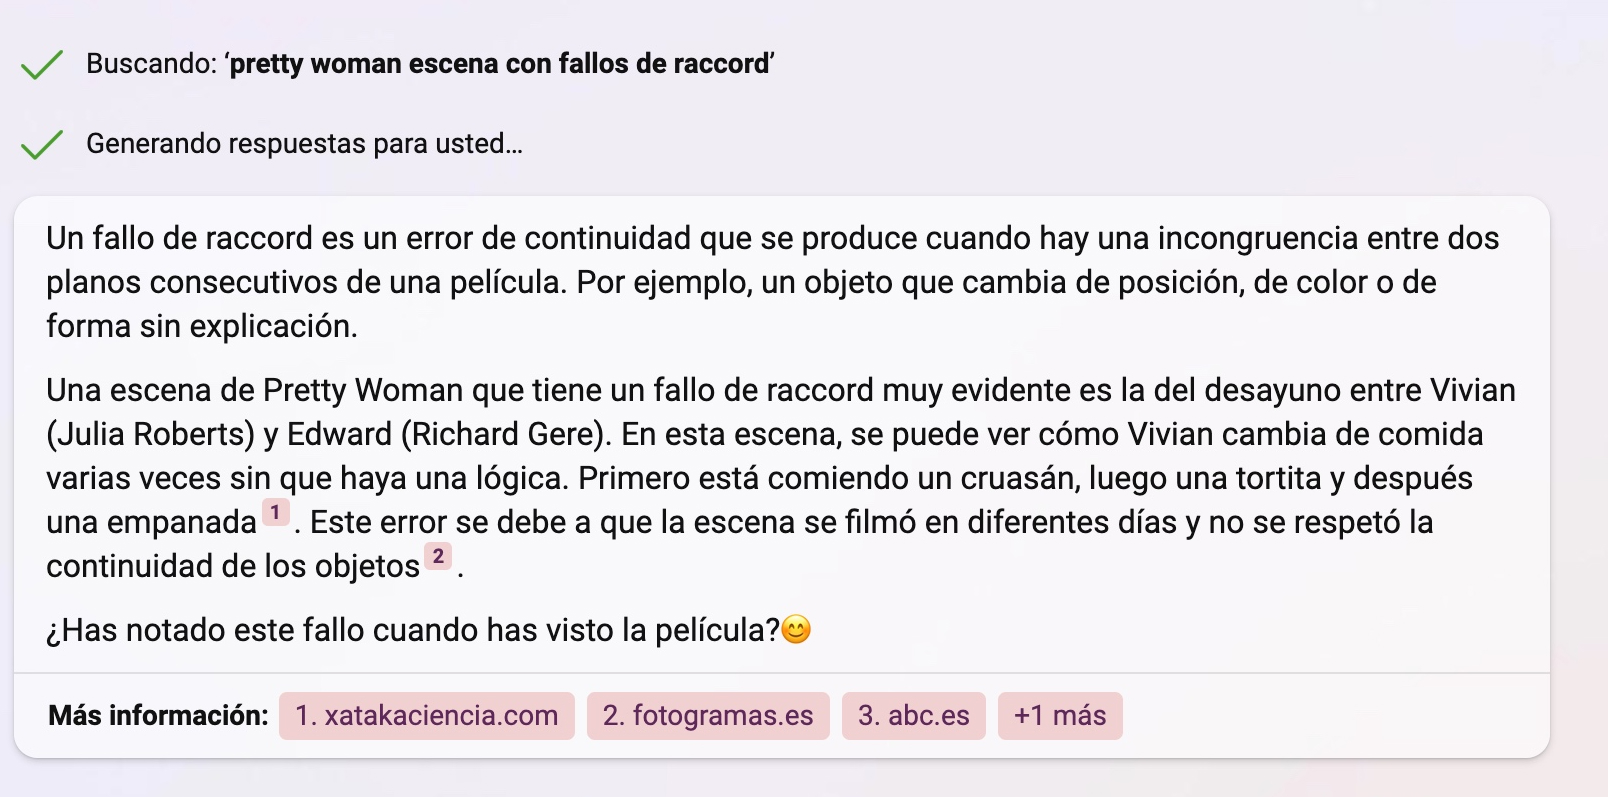 Buscando: ‘pretty woman escena con fallos de raccord’
Generando respuestas para usted…
Un fallo de raccord es un error de continuidad que se produce cuando hay una incongruencia entre dos
planos consecutivos de una película. Por ejemplo, un objeto que cambia de posición, de color o de
forma sin explicación.
Una escena de Pretty Woman que tiene un fallo de raccord muy evidente es la del desayuno entre Vivian
(Julia Roberts) y Edward (Richard Gere). En esta escena, se puede ver cómo Vivian cambia de comida
varias veces sin que haya una lógica. Primero está comiendo un cruasán, luego una tortita y después
una empanada 1 . Este error se debe a que la escena se filmó en diferentes días y no se respetó la
continuidad de los objetos 2 .
¿Has notado este fallo cuando has visto la película?😊
Más información: 1. xatakaciencia.com 2. fotogramas.es 3. abc.es +1 más